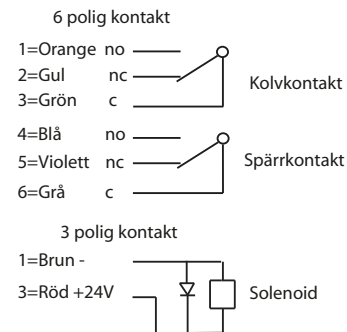 6 polig kontakt
1=Orange no
2=Gul nc
3=Grön c
Kolvkontakt
4=Blå no
5=Violett nc
6=Grå c
Spärrkontakt
3 polig kontakt
1=Brun -
3=Röd +24V
Solenoid